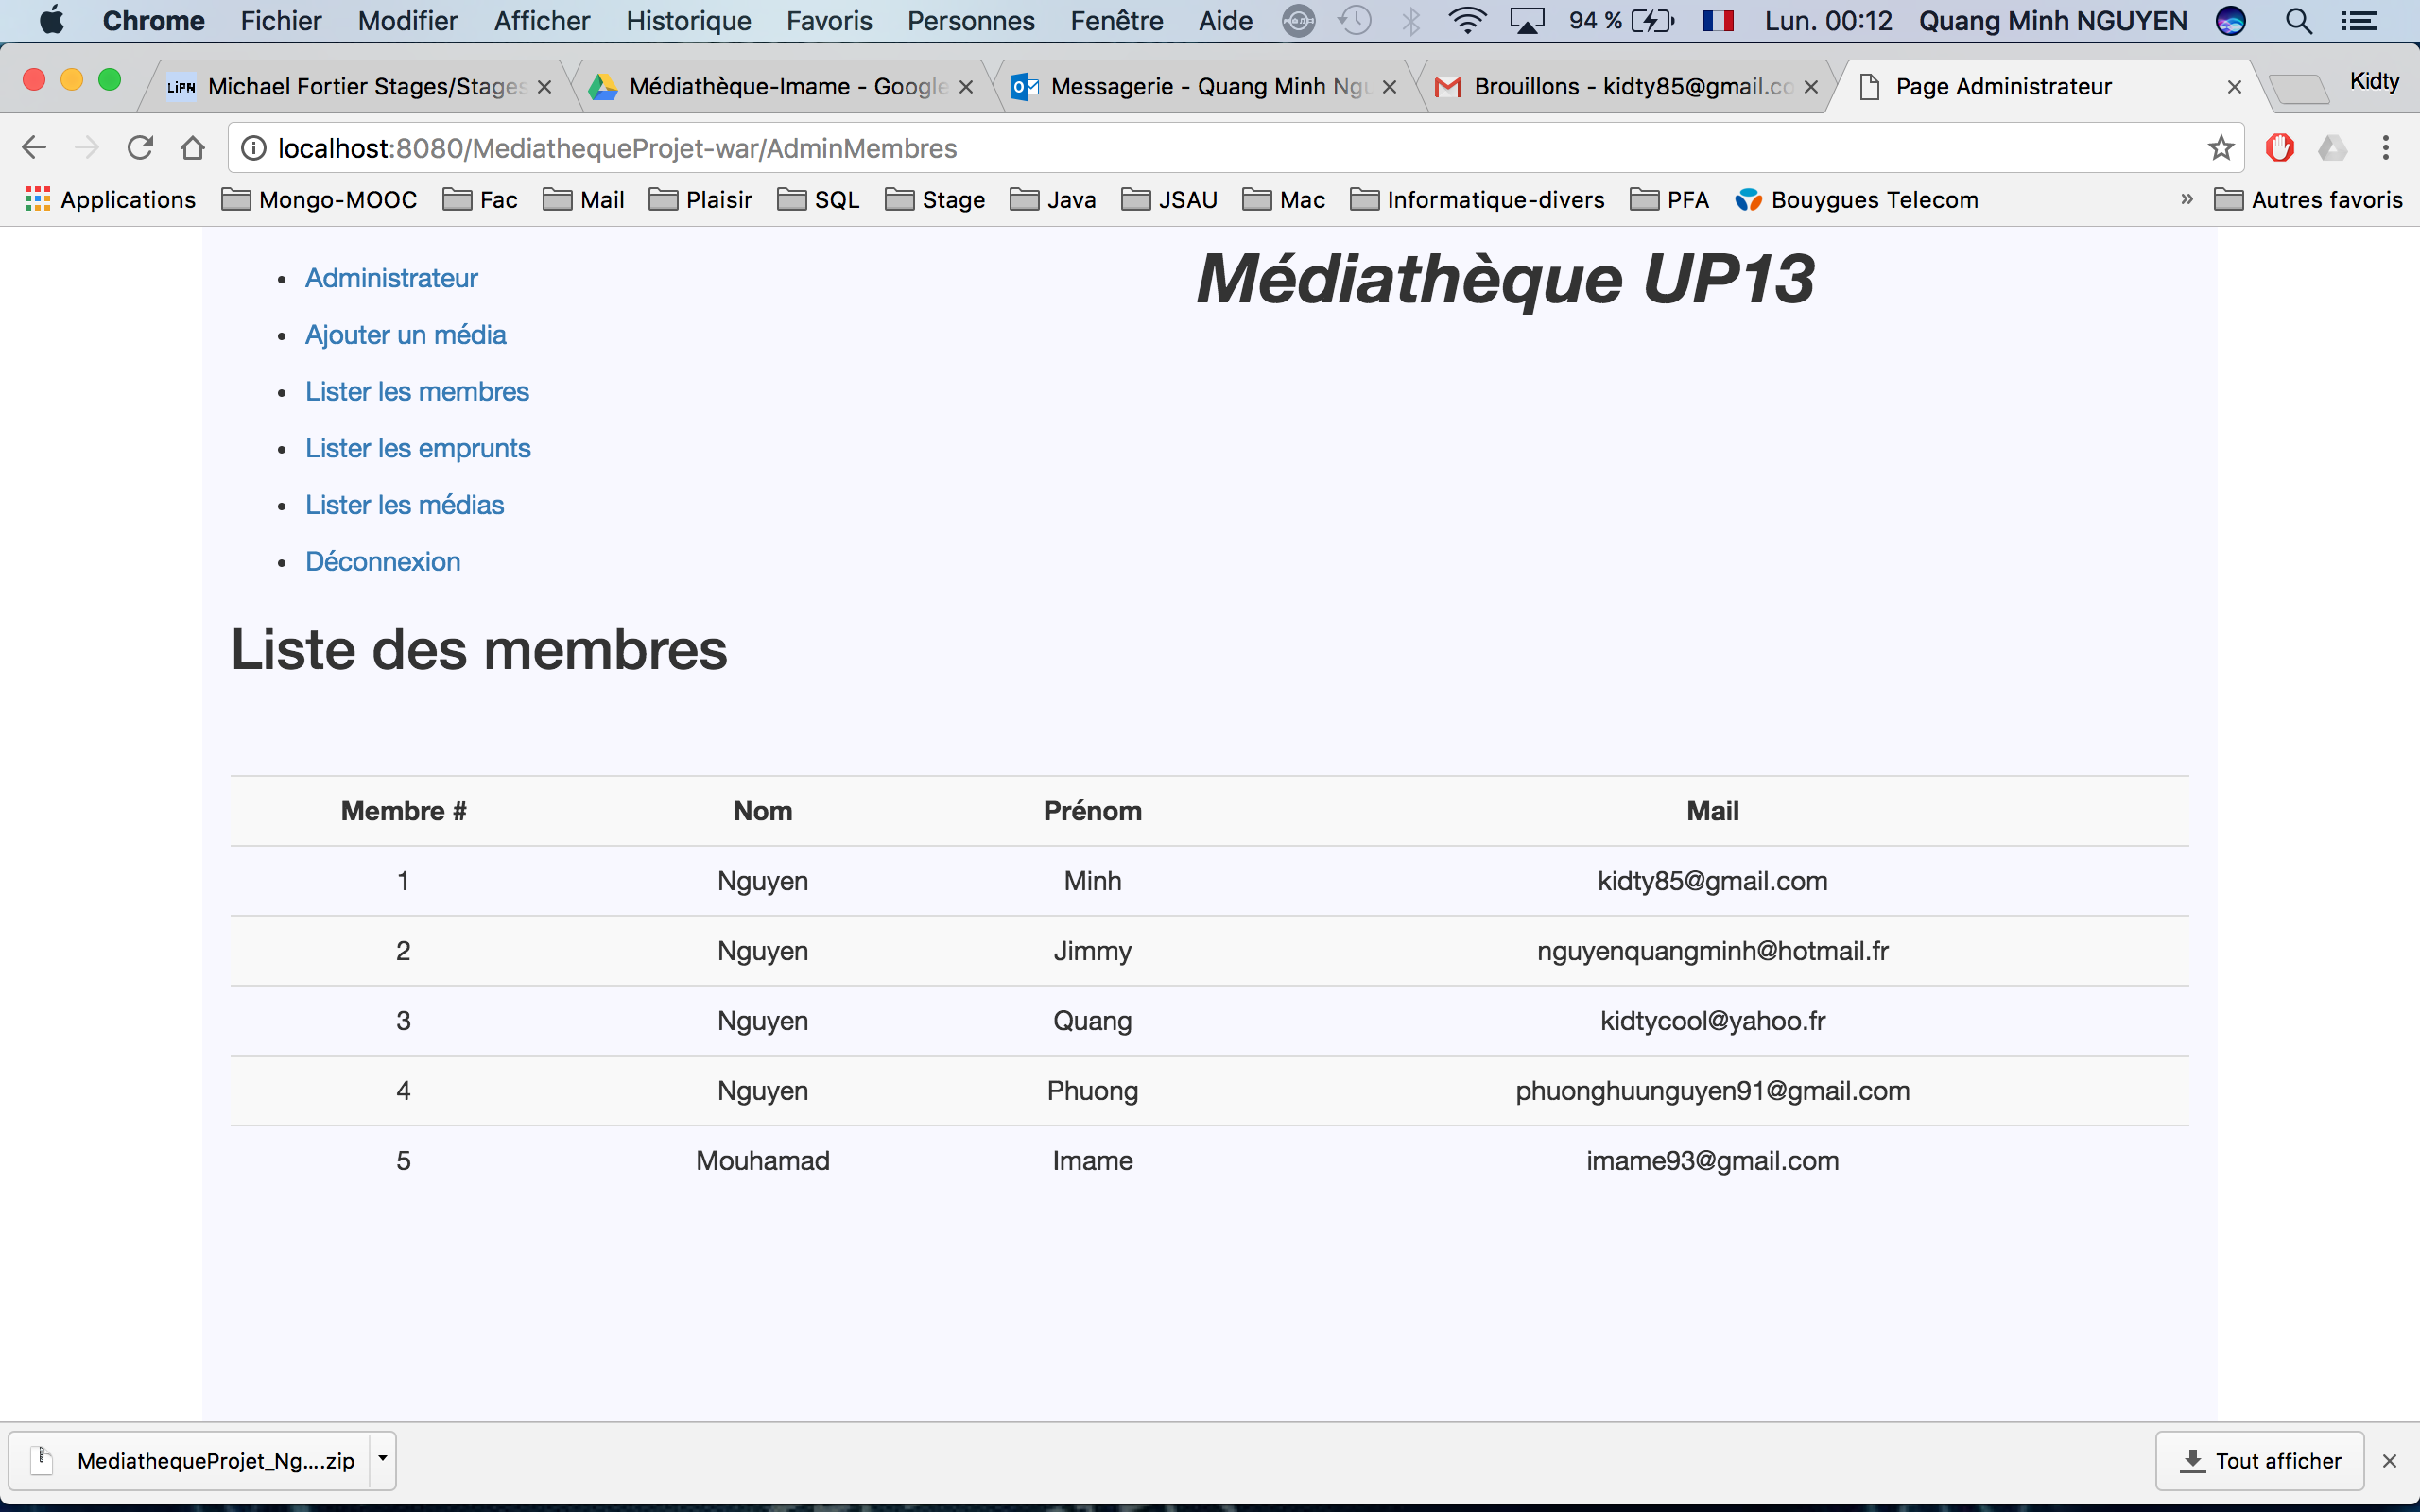 Chrome Fichier Modifier Afficher Historique Favoris Personnes Fenêtre Aide 94 % Lun. 00:12 Quang Minh NGUYEN
LiPN Michael Fortier Stages/Stages Médiathèque-Imame - Google Messagerie - Quang Minh Ngu Brouillons - kidty85@gmail.co Page Administrateur Kidty
localhost:8080/MediathequeProjet-war/AdminMembres
Applications Mongo-MOOC Fac Mail Plaisir SQL Stage Java JSAU Mac Informatique-divers PFA Bouygues Telecom » Autres favoris
Médiathèque UP13
• Administrateur
• Ajouter un média
• Lister les membres
• Lister les emprunts
• Lister les médias
• Déconnexion
Liste des membres
Membre # Nom Prénom Mail
1 Nguyen Minh kidty85@gmail.com
2 Nguyen Jimmy nguyenquangminh@hotmail.fr
3 Nguyen Quang kidtycool@yahoo.fr
4 Nguyen Phuong phuonghuunguyen91@gmail.com
5 Mouhamad Imame imame93@gmail.com
MediathequeProjet_Ng....zip Tout afficher